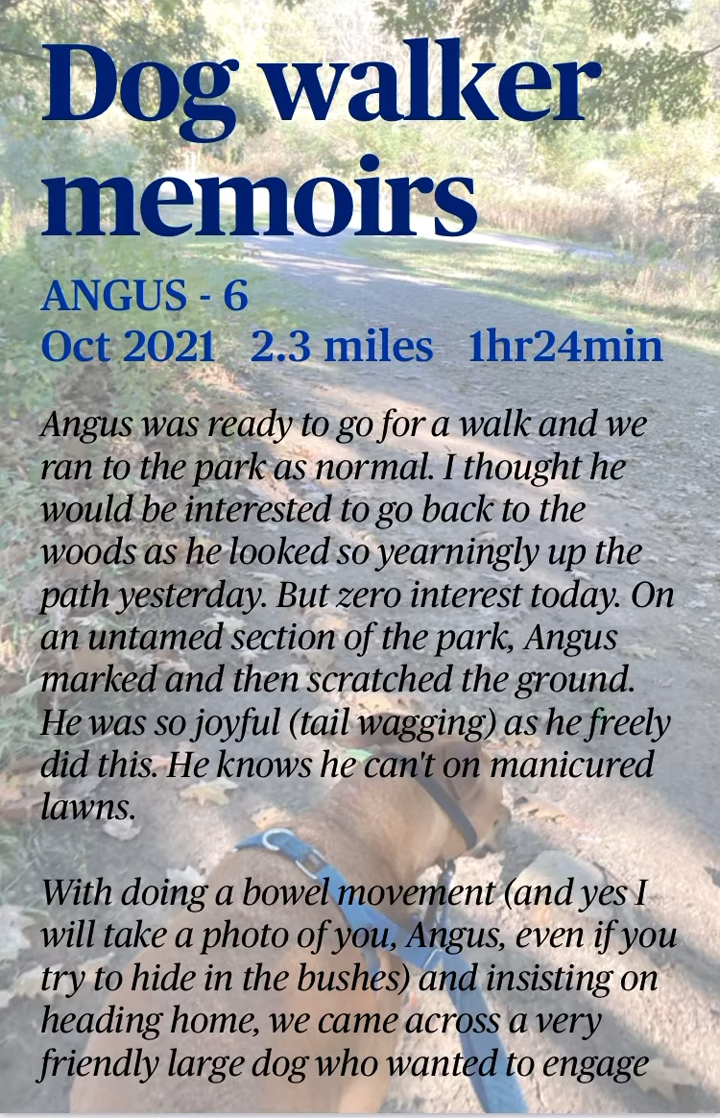 Dog walker
memoirs
ANGUS - 6
Oct 2021 2.3 miles 1hr24min
Angus was ready to go for a walk and we
ran to the park as normal. I thought he
would be interested to go back to the
woods as he looked so yearningly up the
path yesterday. But zero interest today. On
an untamed section of the park, Angus
marked and then scratched the ground.
He was so joyful (tail wagging) as he freely
did this. He knows he can't on manicured
lawns.
With doing a bowel movement (and yes I
will take a photo of you, Angus, even if you
try to hide in the bushes) and insisting on
heading home, we came across a very
friendly large dog who wanted to engage